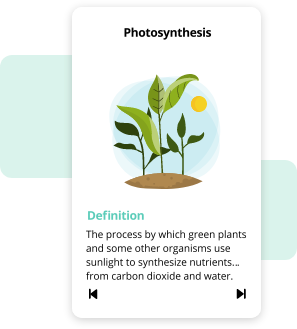 Photosynthesis
Definition
The process by which green plants
and some other organisms use
sunlight to synthesize nutrients...
from carbon dioxide and water.